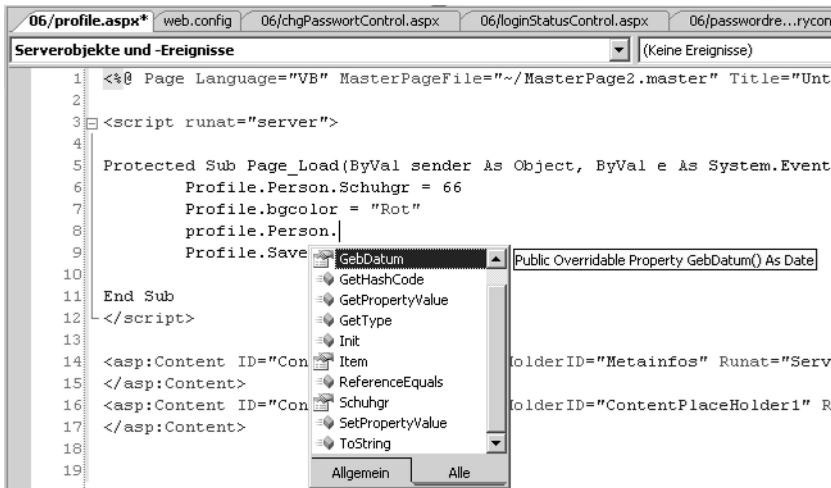 06/profile.aspx* web.config 06/chgPasswortControl.aspx 06/loginStatusControl.aspx 06/passwordre...rycon
Serverobjekte und -Ereignisse (Keine Ereignisse)
1 <%@ Page Language="VB" MasterPageFile="~/MasterPage2.master" Title="Unt
2
3 <script runat="server">
4
5 Protected Sub Page_Load(ByVal sender As Object, ByVal e As System.Event
6 Profile.Person.Schuhgr = 66
7 Profile.bgcolor = "Rot"
8 profile.Person.
9 Profile.Save
GebDatum Public Overridable Property GebDatum() As Date
GetHashCode
GetPropertyValue
GetType
Init
Item
ReferenceEquals
Schuhgr
SetPropertyValue
ToString
Allgemein Alle
10
11 End Sub
12 </script>
13
14 <asp:Content ID="Con olderID="Metainfos" Runat="Serv
15 </asp:Content>
16 <asp:Content ID="Con olderID="ContentPlaceHolder1" R
17 </asp:Content>
18
19